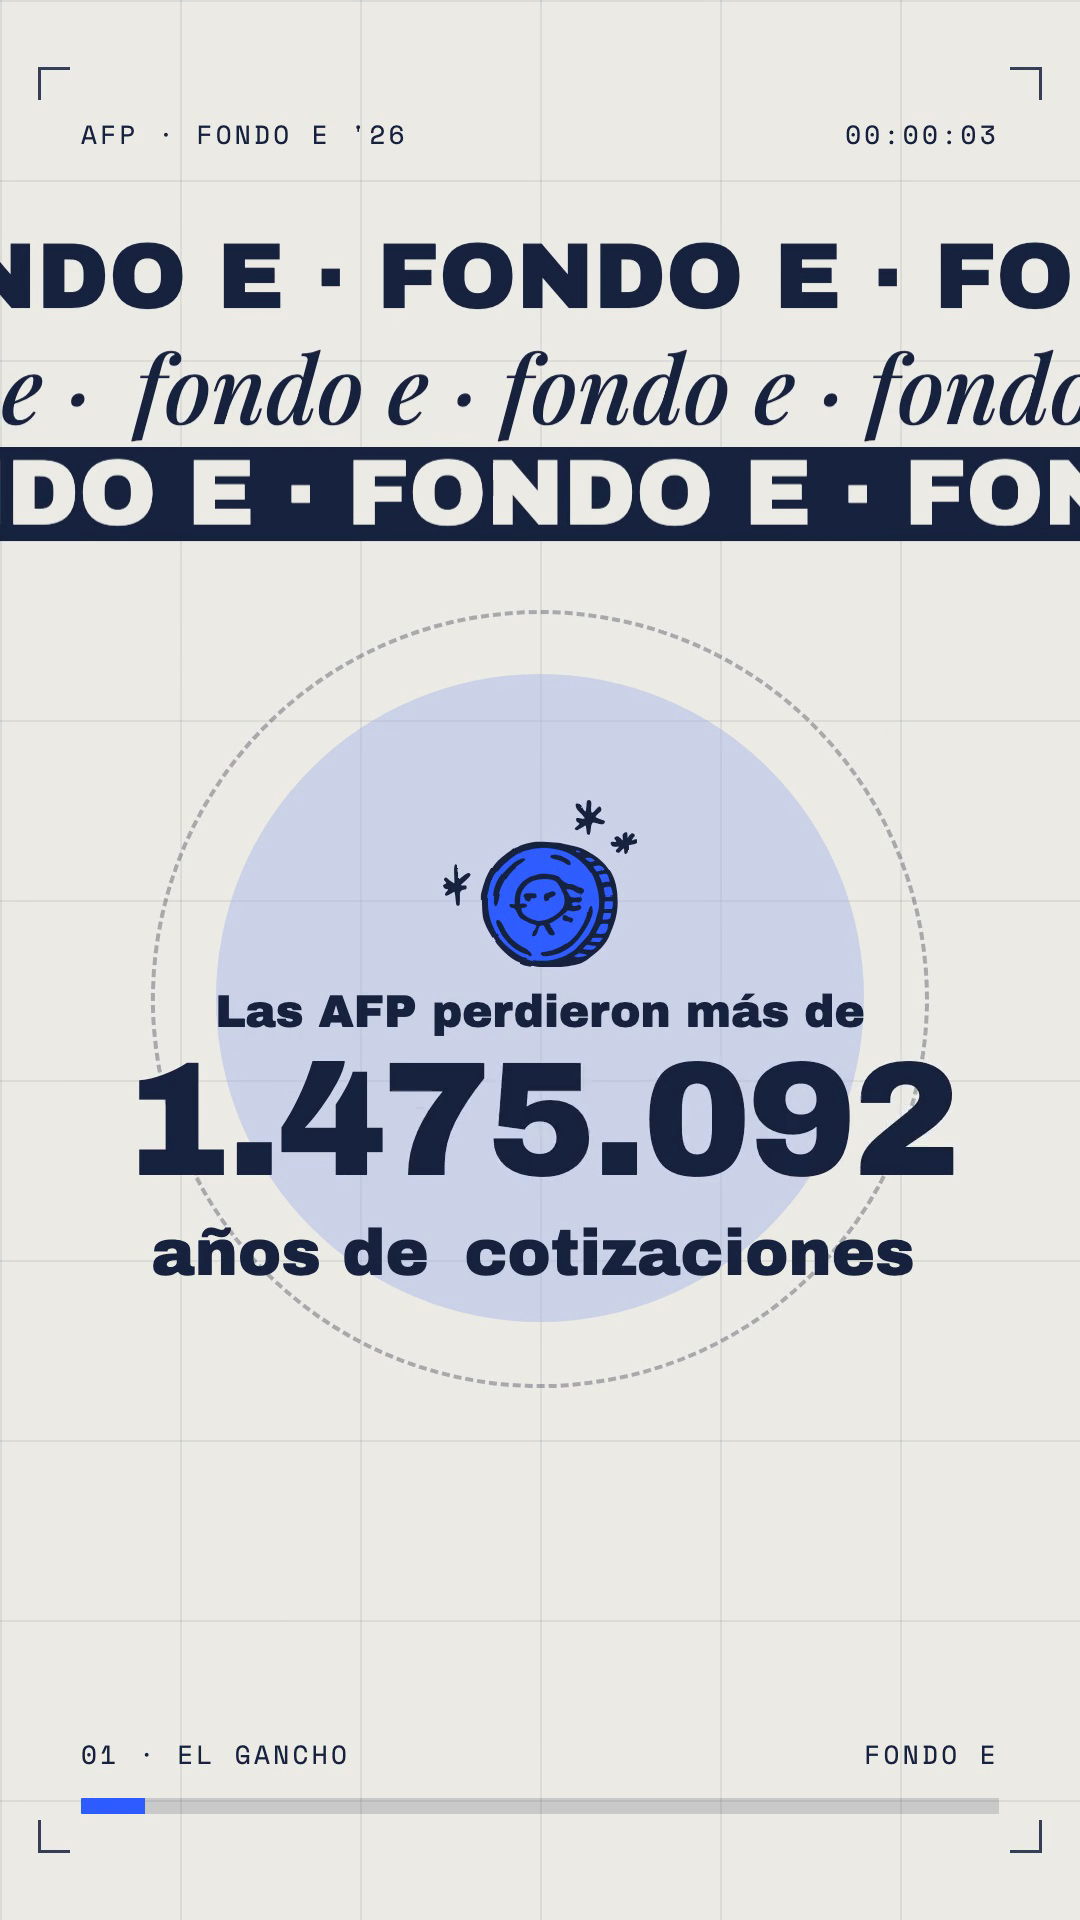 AFP · FONDO E '26
00:00:03
NDO E · FONDO E · FO
e · fondo e · fondo e · fondo
DO E · FONDO E · FON
Las AFP perdieron más de
1.475.092
años de cotizaciones
01 · EL GANCHO
FONDO E